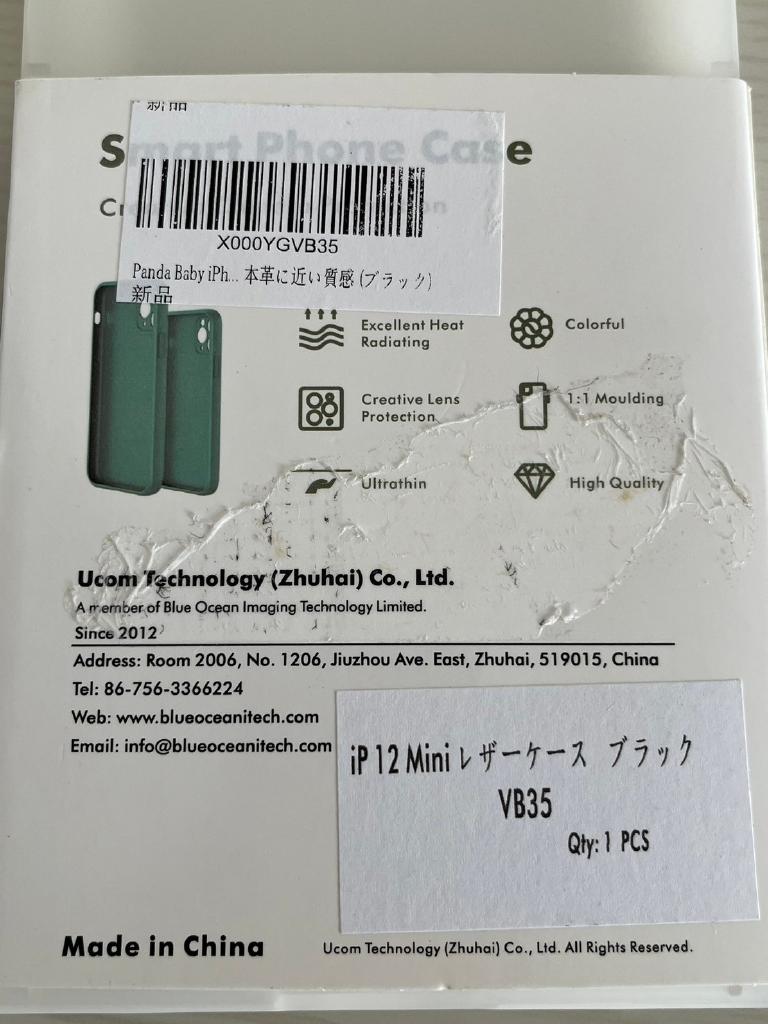 新品
Smart Phone Case
X000YGVB35
Panda Baby iPh... 本革に近い質感 (ブラック)
新品
Excellent Heat
Radiating
Colorful
Creative Lens
Protection
1:1 Moulding
Ultrathin
High Quality
Ucom Technology (Zhuhai) Co., Ltd.
A member of Blue Ocean Imaging Technology Limited.
Since 2012
Address: Room 2006, No. 1206, Jiuzhou Ave. East, Zhuhai, 519015, China
Tel: 86-756-3366224
Web: www.blueoceanitech.com
Email: info@blueoceanitech.com
iP 12 Mini レザーケース ブラック
VB35
Qty: 1 PCS
Made in China
Ucom Technology (Zhuhai) Co., Ltd. All Rights Reserved.